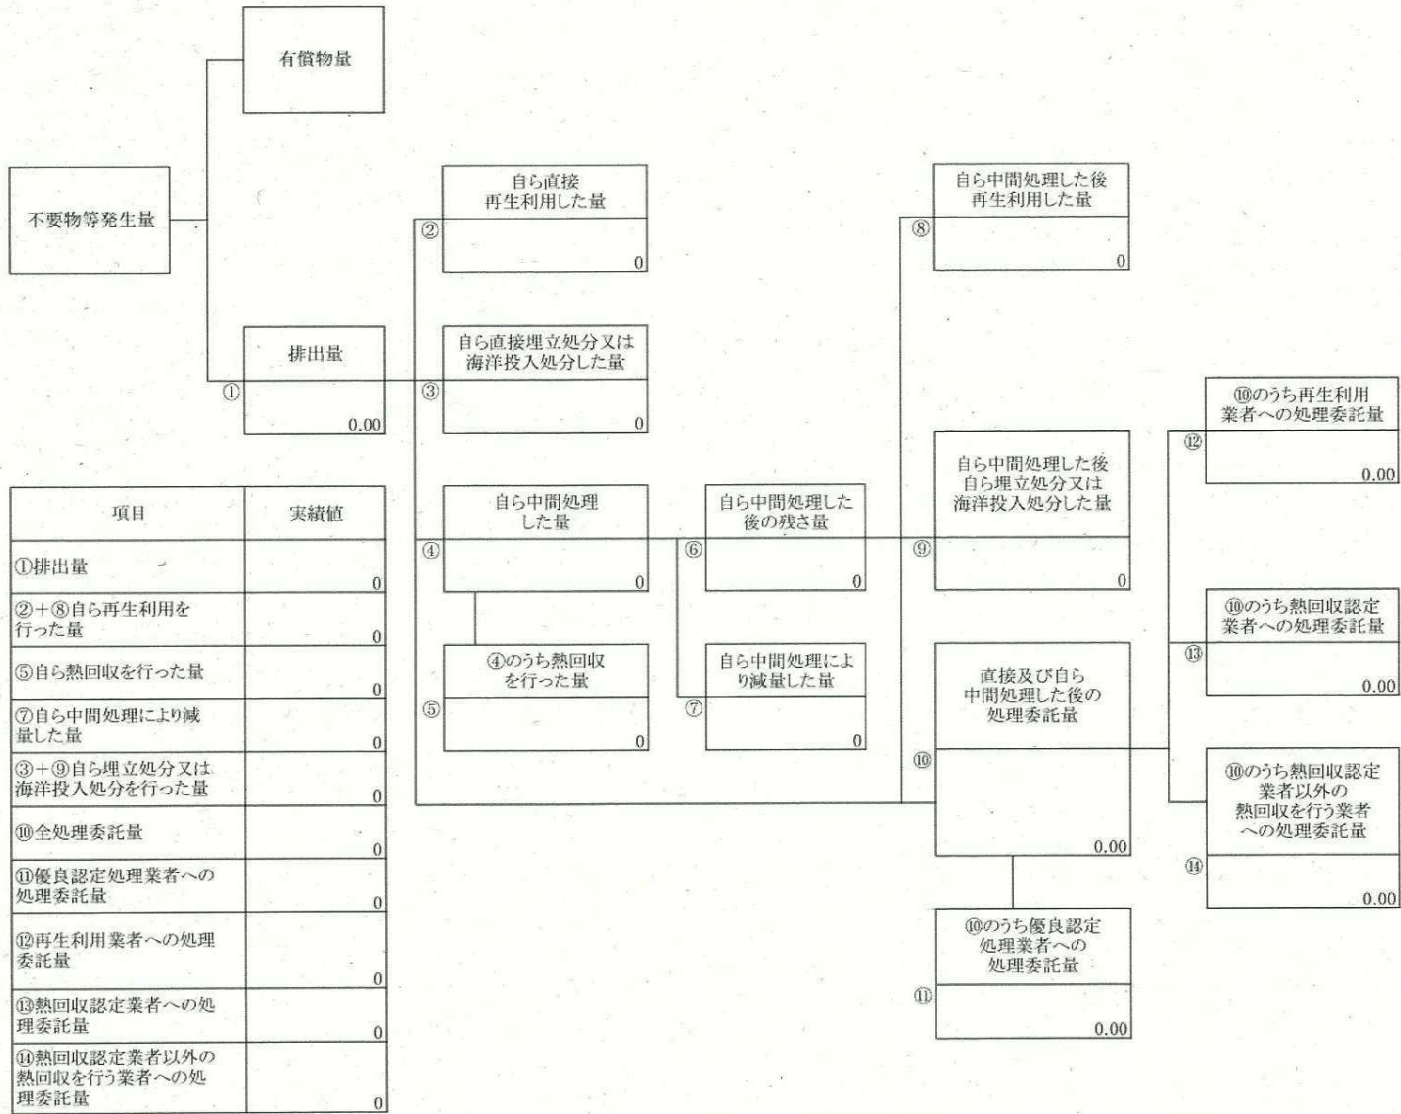 有償物量
不要物等発生量
自ら直接
再生利用した量
②
0
自ら中間処理した後
再生利用した量
⑧
0
排出量
①
0.00
自ら直接埋立処分又は
海洋投入処分した量
③
0
⑩のうち再生利用
業者への処理委託量
⑫
0.00
自ら中間処理
した量
④
0
自ら中間処理した
後の残さ量
⑥
0
自ら中間処理した後
自ら埋立処分又は
海洋投入処分した量
⑨
0
⑩のうち熱回収認定
業者への処理委託量
⑬
0.00
④のうち熱回収
を行った量
⑤
0
自ら中間処理によ
り減量した量
⑦
0
直接及び自ら
中間処理した後の
処理委託量
⑩
0.00
⑩のうち熱回収認定
業者以外の
熱回収を行う業者
への処理委託量
⑭
0.00
⑩のうち優良認定
処理業者への
処理委託量
⑪
0.00
項目 実績値
①排出量 0
②+⑧自ら再生利用を
行った量 0
⑤自ら熱回収を行った量 0
⑦自ら中間処理により減
量した量 0
③+⑨自ら埋立処分又は
海洋投入処分を行った量 0
⑩全処理委託量 0
⑪優良認定処理業者への
処理委託量 0
⑫再生利用業者への処理
委託量 0
⑬熱回収認定業者への処
理委託量 0
⑭熱回収認定業者以外の
熱回収を行う業者への処
理委託量 0